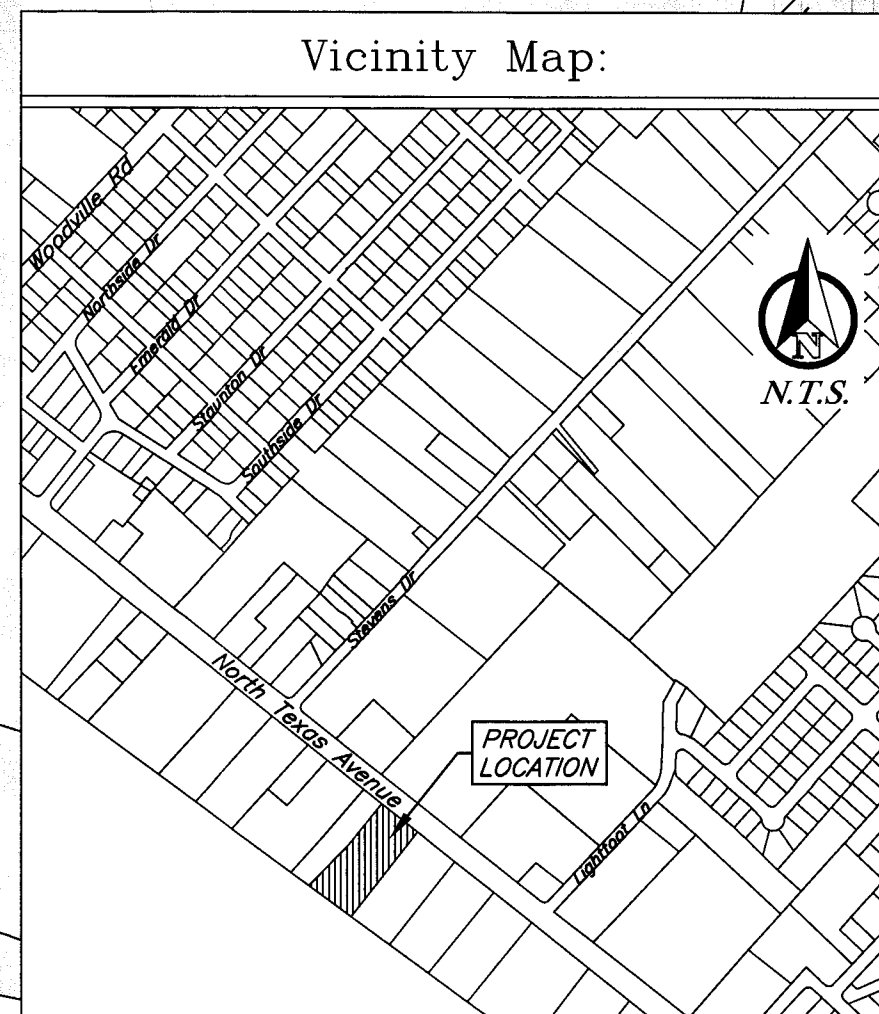 Vicinity Map:
Woodville Rd
Northside Dr
Emerald Dr
Staunton Dr
Southside Dr
N
N.T.S.
Stevens Dr
North Texas Avenue
PROJECT
LOCATION
Lightfoot Ln